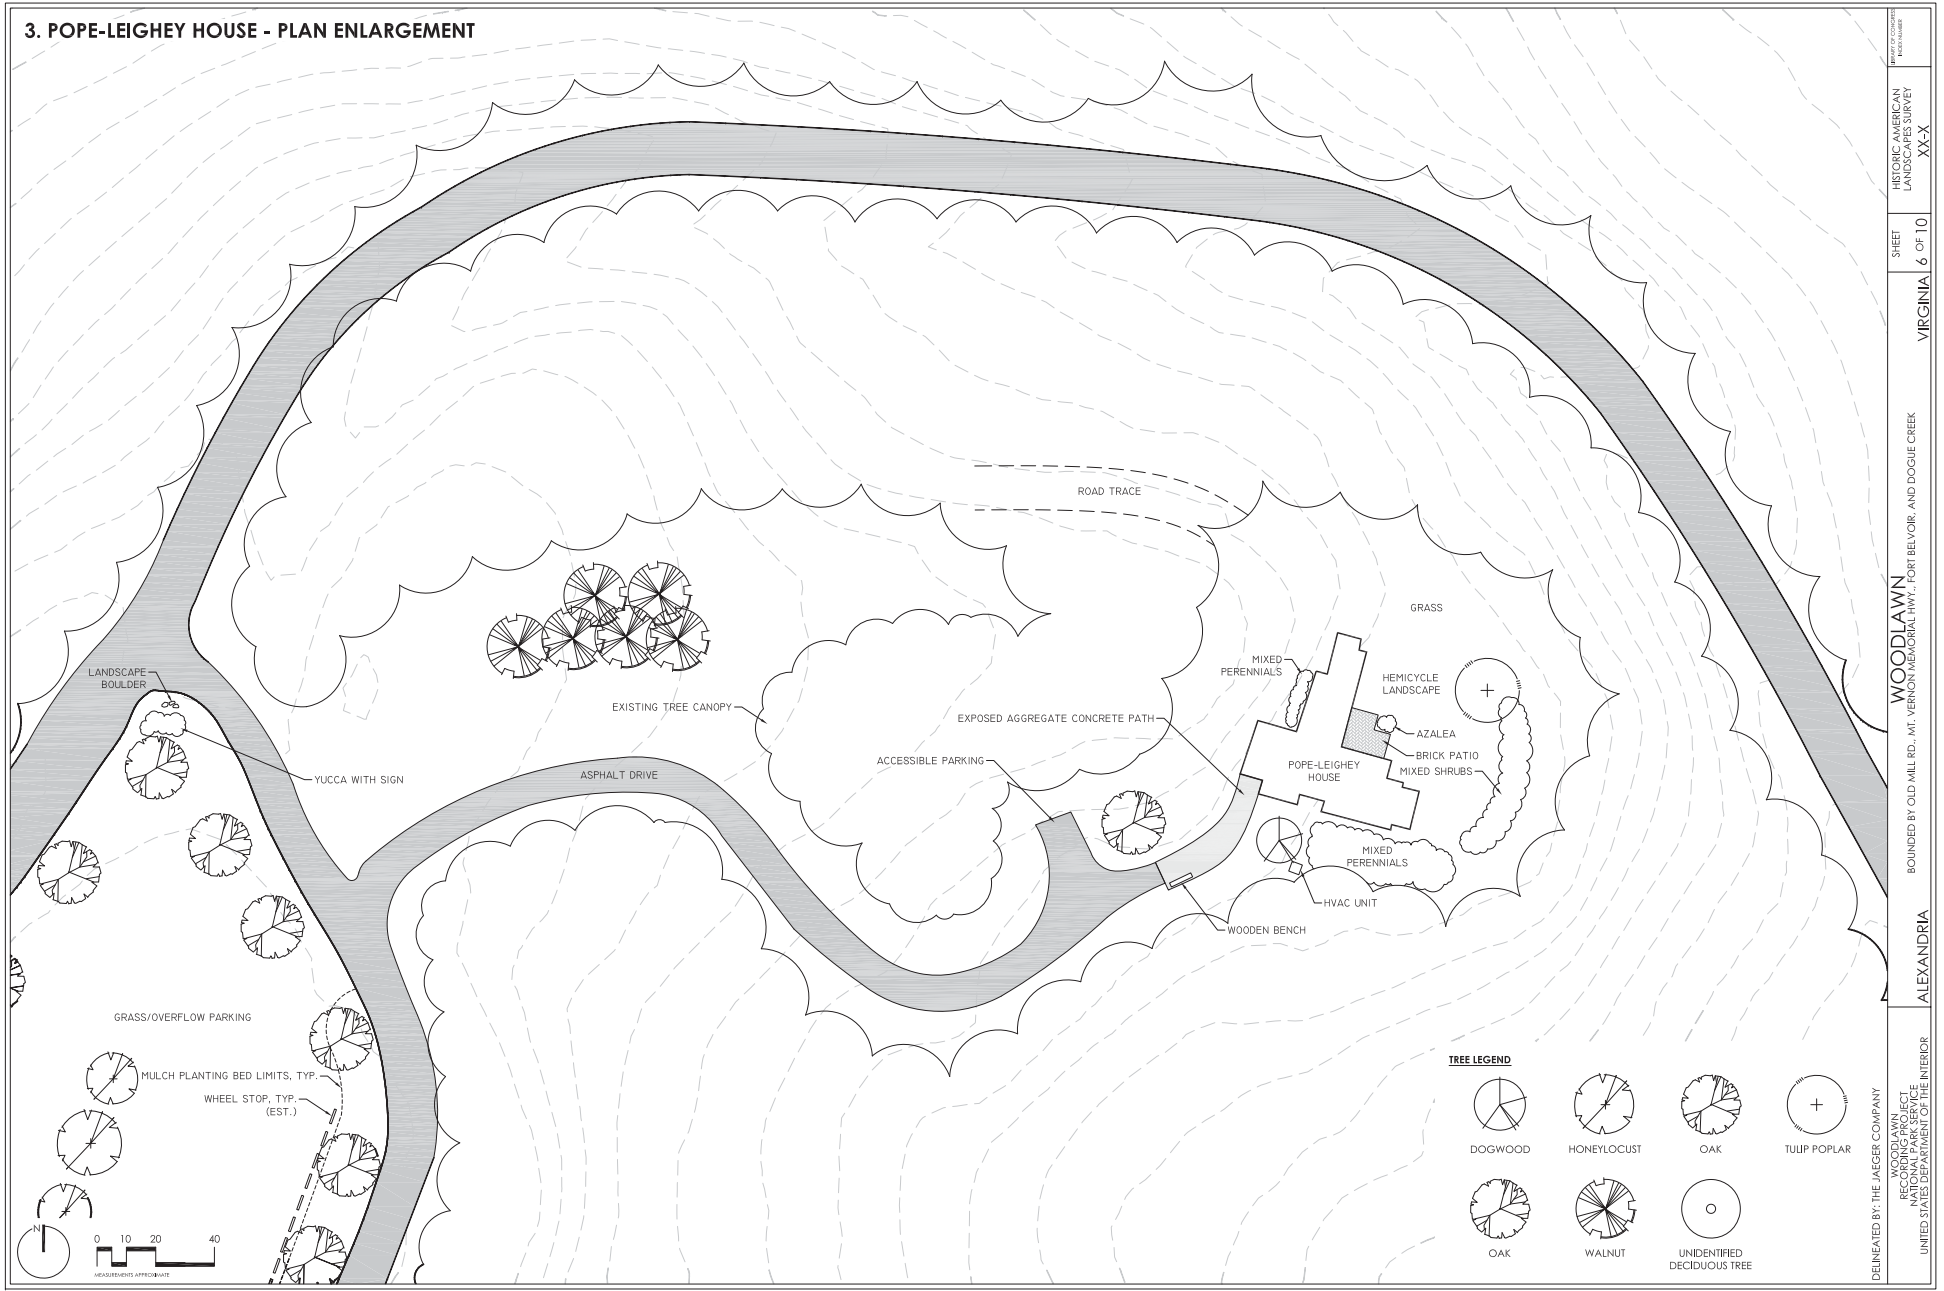 3. POPE-LEIGHEY HOUSE - PLAN ENLARGEMENT
ROAD TRACE
GRASS
MIXED
PERENNIALS
HEMICYCLE
LANDSCAPE
LANDSCAPE
BOULDER
EXISTING TREE CANOPY
EXPOSED AGGREGATE CONCRETE PATH
AZALEA
BRICK PATIO
ACCESSIBLE PARKING
POPE-LEIGHEY
HOUSE
MIXED SHRUBS
YUCCA WITH SIGN
ASPHALT DRIVE
MIXED
PERENNIALS
HVAC UNIT
WOODEN BENCH
GRASS/OVERFLOW PARKING
MULCH PLANTING BED LIMITS, TYP.
WHEEL STOP, TYP.
(EST.)
TREE LEGEND
DOGWOOD
HONEYLOCUST
OAK
TULIP POPLAR
OAK
WALNUT
UNIDENTIFIED
DECIDUOUS TREE
N
0 10 20 40
MEASUREMENTS APPROXIMATE
LIBRARY OF CONGRESS
INDEX NUMBER
HISTORIC AMERICAN
LANDSCAPES SURVEY
XX-X
SHEET
6 OF 10
VIRGINIA
WOODLAWN
BOUNDED BY OLD MILL RD., MT. VERNON MEMORIAL HWY., FORT BELVOIR, AND DOGUE CREEK
ALEXANDRIA
DELINEATED BY: THE JAEGER COMPANY
WOODLAWN
RECORDING PROJECT
NATIONAL PARK SERVICE
UNITED STATES DEPARTMENT OF THE INTERIOR